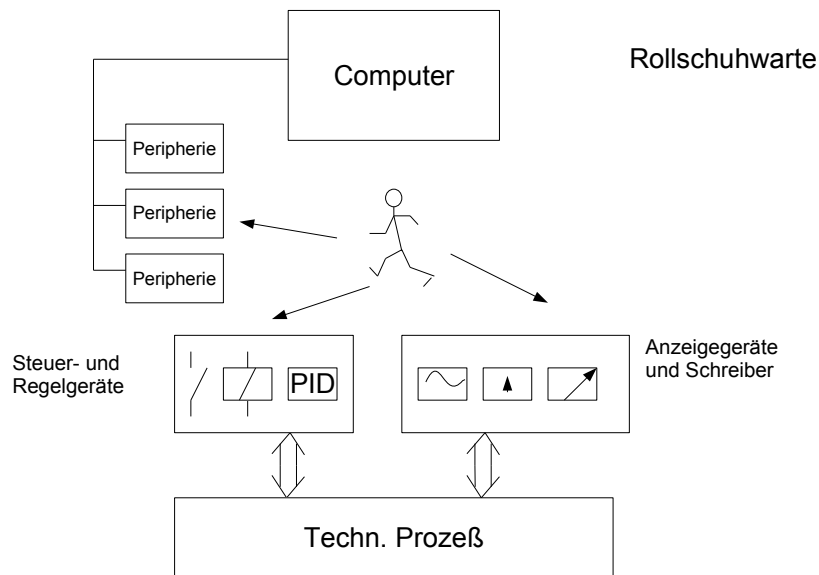 Computer
Rollschuhwarte
Peripherie
Peripherie
Peripherie
Steuer- und
Regelgeräte
PID
Anzeigegeräte
und Schreiber
Techn. Prozeß